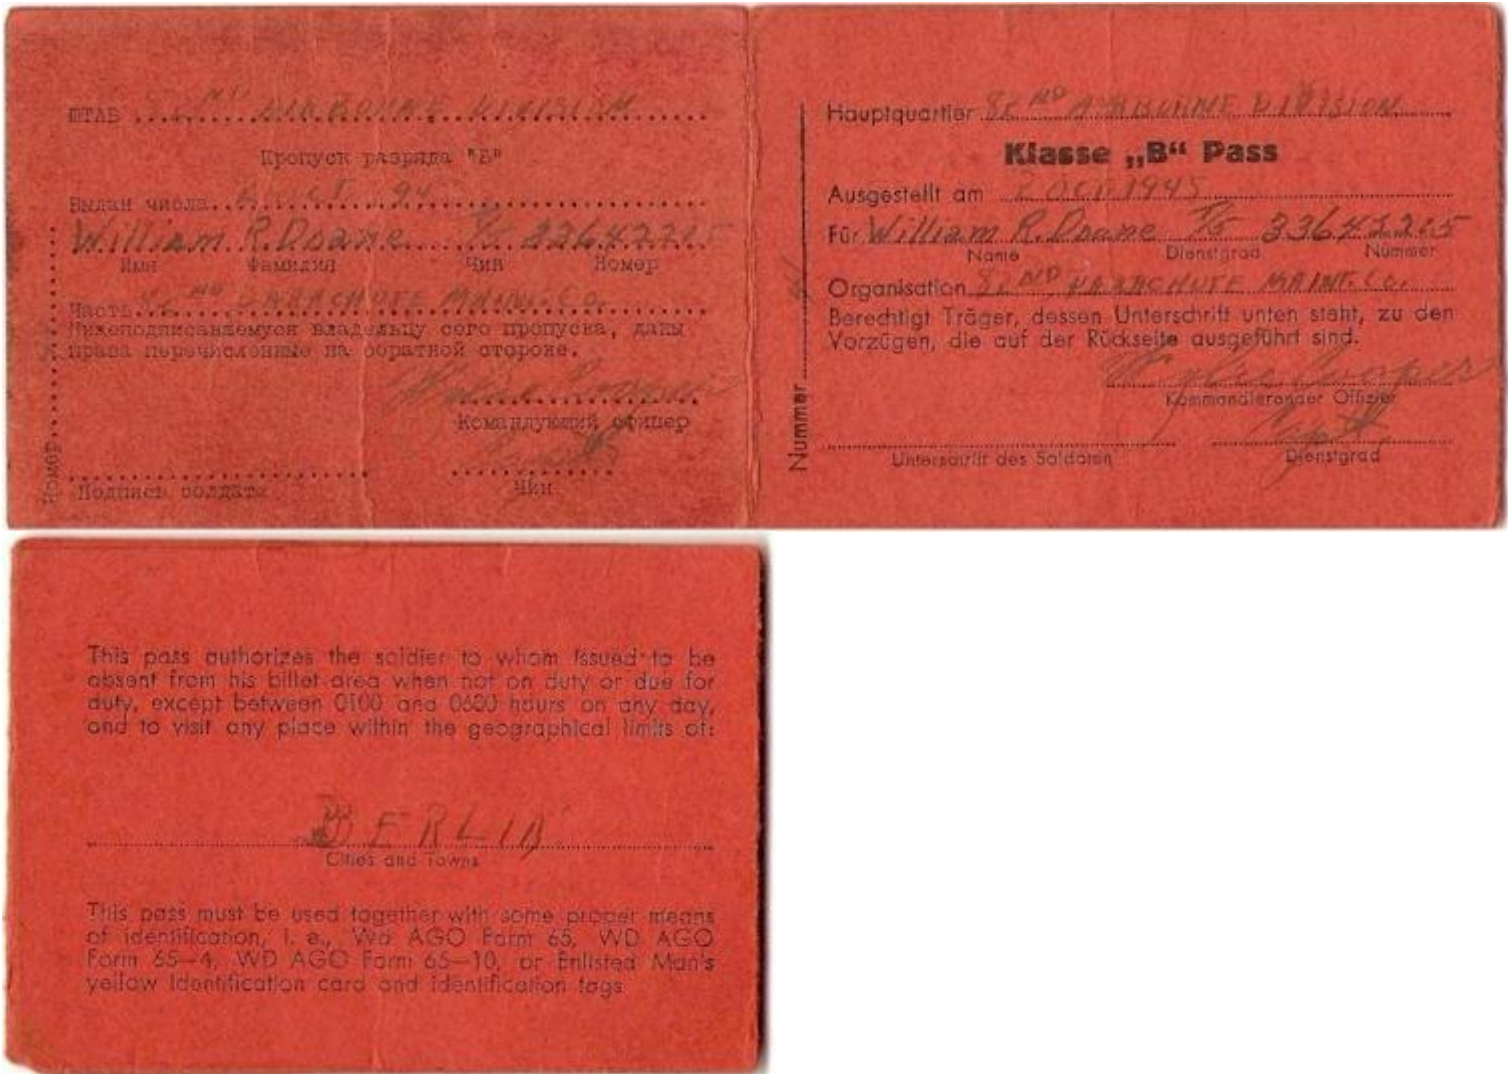 ШТАБ 82ND AIRBORNE DIVISION
Пропуск разряда "Б"
Выдан числа 2 OCT. 194
William R. Doane T/5 33642205
Имя Фамилия Чин Номер
Часть 82ND PARACHUTE MAINT. Co.
Нижеподписавшемуся владельцу сего пропуска, даны
права перечисленные на обратной стороне.
Cooper
Командующий офицер
Capt
Подпись солдата Чин
Номер
Hauptquartier 82ND AIRBORNE DIVISION
Klasse „B“ Pass
Ausgestellt am 2 OCT. 1945
Für William R. Doane T/5 33642205
Name Dienstgrad Nummer
Organisation 82ND PARACHUTE MAINT. Co.
Berechtigt Träger, dessen Unterschrift unten steht, zu den
Vorzügen, die auf der Rückseite ausgeführt sind.
Cooper
Kommandierender Offizier
Capt
Unterschrift des Soldaten Dienstgrad
Nummer
This pass authorizes the soldier to whom issued to be
absent from his billet area when not on duty or due for
duty, except between 0100 and 0600 hours on any day,
and to visit any place within the geographical limits of:
BERLIN
Cities and Towns
This pass must be used together with some proper means
of identification, i. e., Wd AGO Form 65, WD AGO
Form 65—4, WD AGO Form 65—10, or Enlisted Man's
yellow Identification card and identification tags